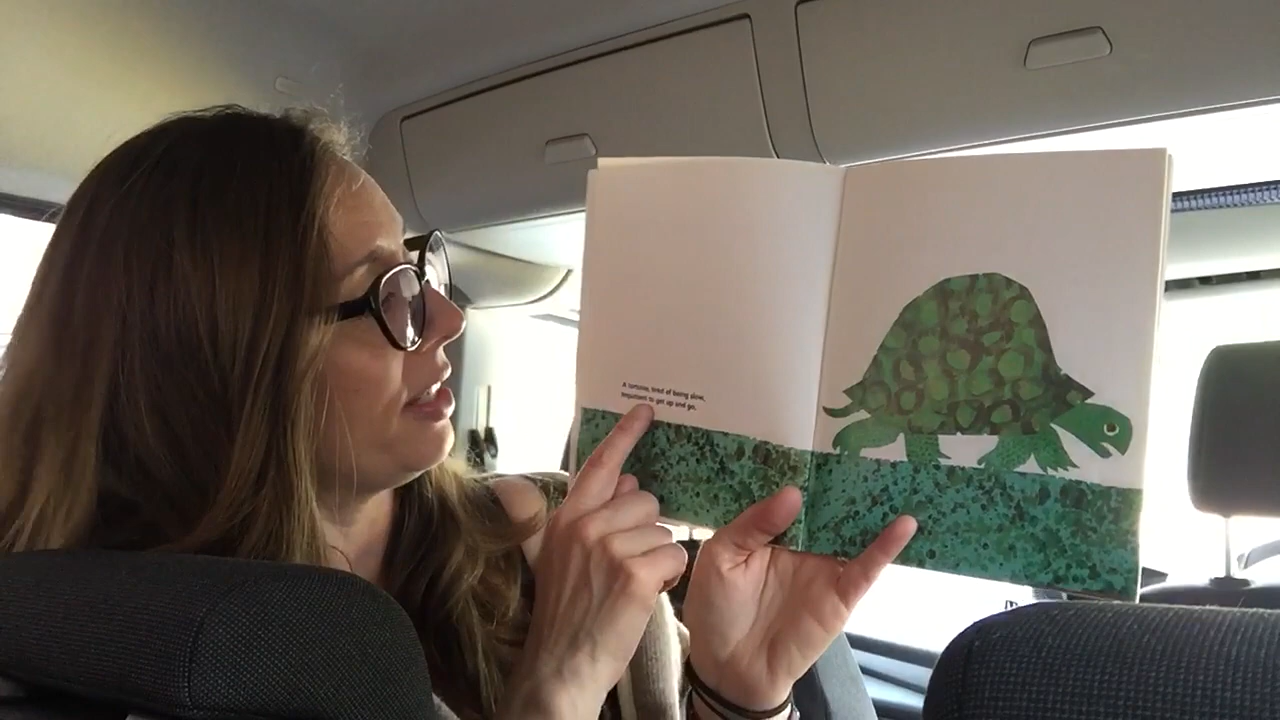 A tortoise, tired of being slow,
impatient to get up and go,